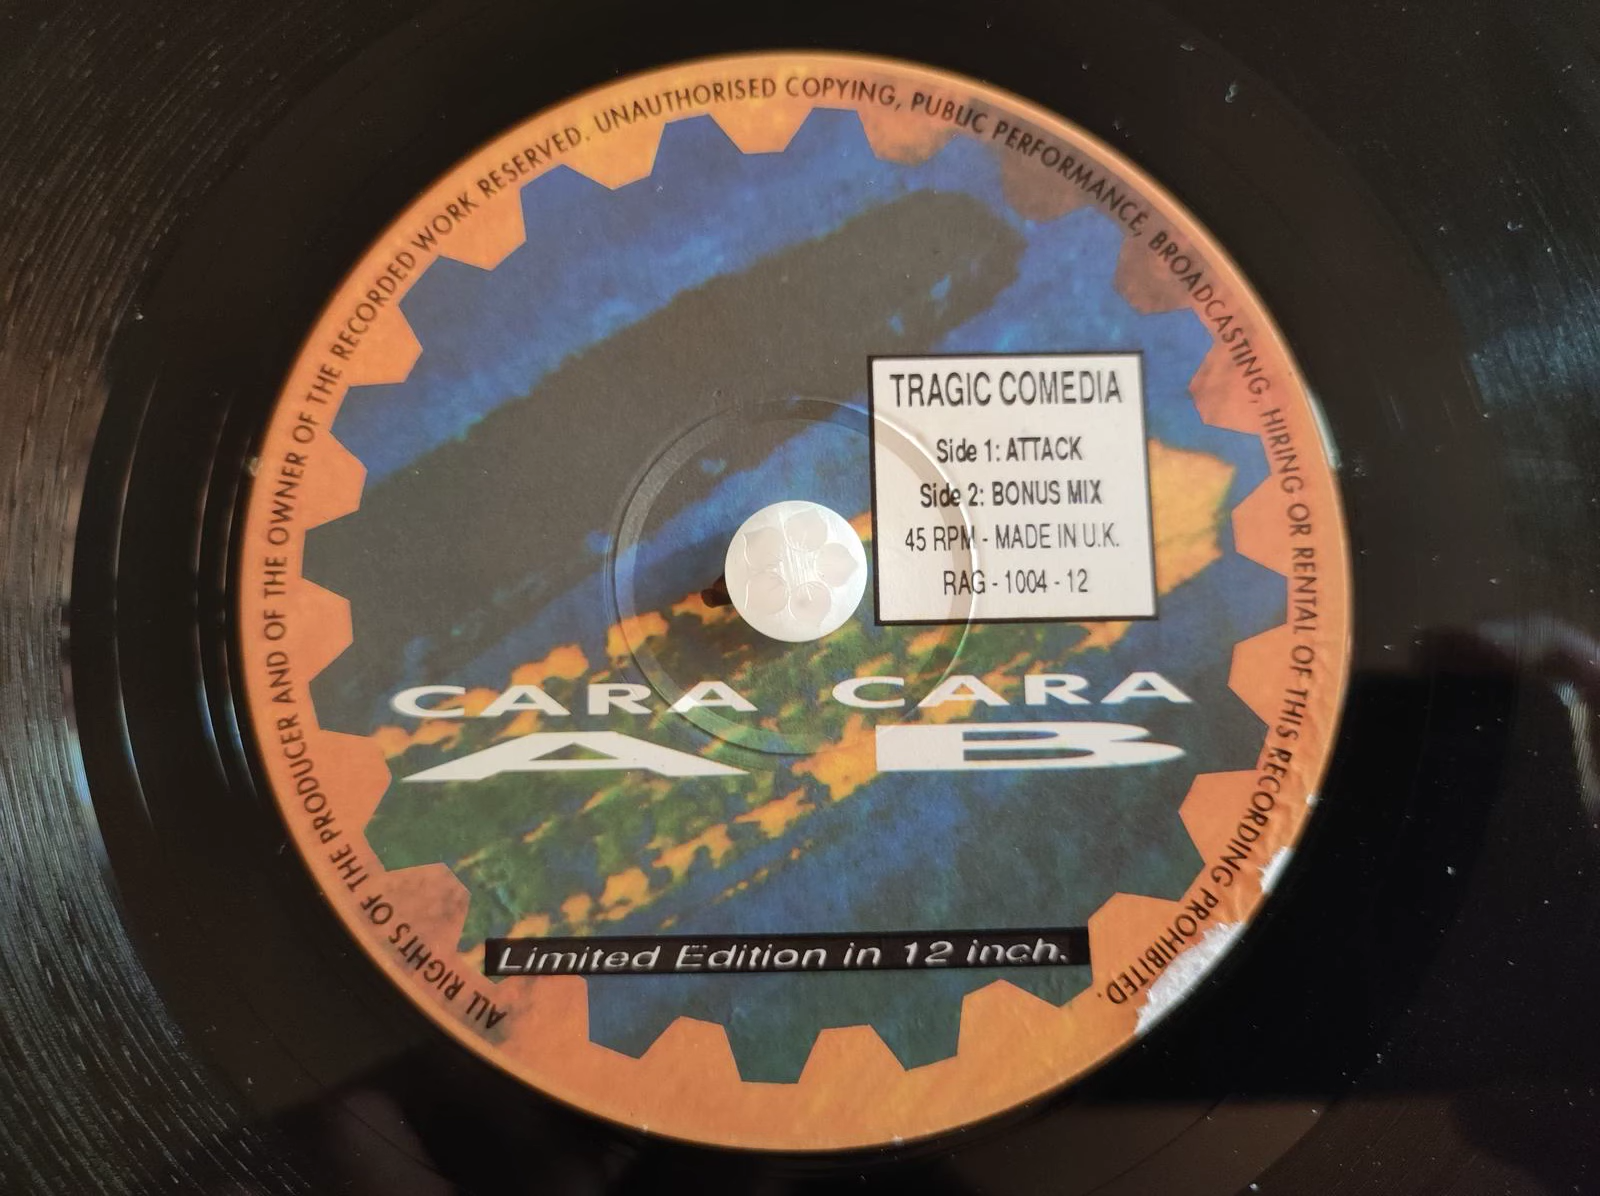 ALL RIGHTS OF THE PRODUCER AND OF THE OWNER OF THE RECORDED WORK RESERVED. UNAUTHORISED COPYING, PUBLIC PERFORMANCE, BROADCASTING, HIRING OR RENTAL OF THIS RECORDING PROHIBITED.
TRAGIC COMEDIA
Side 1: ATTACK
Side 2: BONUS MIX
45 RPM - MADE IN U.K.
RAG - 1004 - 12
CARA CARA
A B
Limited Edition in 12 inch.